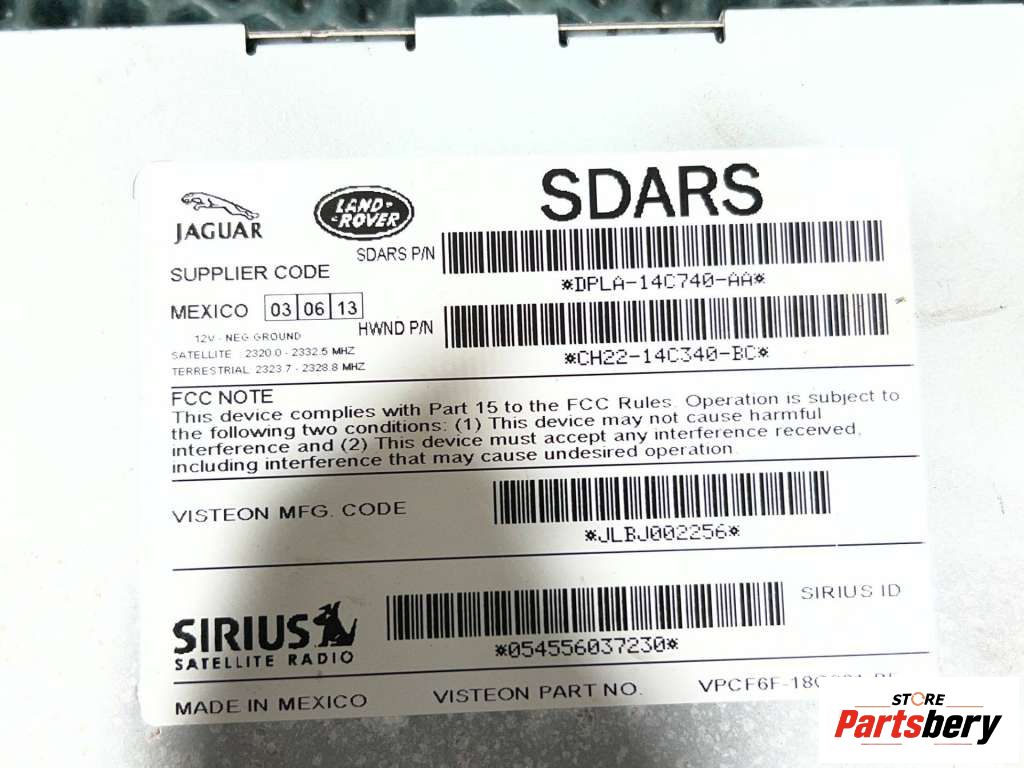 JAGUAR
LAND-
ROVER
SDARS
SDARS P/N
*DPLA-14C740-AA*
SUPPLIER CODE
MEXICO 03 06 13
HWND P/N
*CH22-14C340-BC*
12V - NEG.GROUND
SATELLITE : 2320.0 - 2332.5 MHZ
TERRESTRIAL: 2323.7 - 2328.8 MHZ
FCC NOTE
This device complies with Part 15 to the FCC Rules. Operation is subject to
the following two conditions: (1) This device may not cause harmful
interference and (2) This device must accept any interference received,
including interference that may cause undesired operation.
VISTEON MFG. CODE
*JLBJ002256*
SIRIUS
SATELLITE RADIO
*054556037230*
SIRIUS ID
MADE IN MEXICO
VISTEON PART NO.
STORE
Partsbery